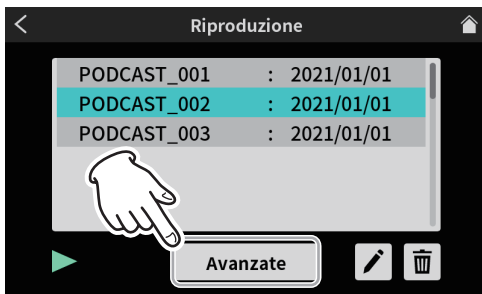 Riproduzione
PODCAST_001 : 2021/01/01
PODCAST_002 : 2021/01/01
PODCAST_003 : 2021/01/01
Avanzate